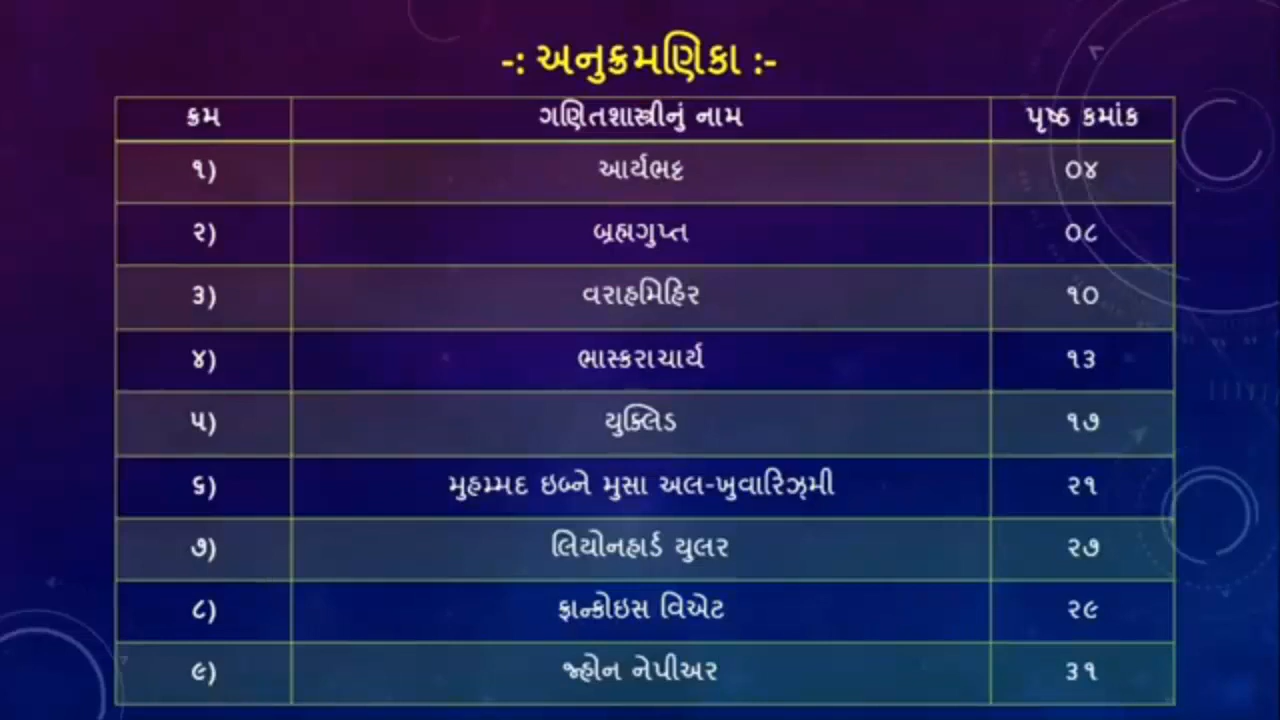 -: અનુક્રમણિકા :-
ક્રમ ગણિતશાસ્ત્રીનું નામ પૃષ્ઠ કમાંક
૧) આર્યભટ્ટ ૦૪
૨) બ્રહ્મગુપ્ત ૦૮
૩) વરાહમિહિર ૧૦
૪) ભાસ્કરાચાર્ય ૧૩
૫) યુક્લિડ ૧૭
૬) મુહમ્મદ ઇબ્ને મુસા અલ-ખુવારિઝ્મી ૨૧
૭) લિયોનહાર્ડ યુલર ૨૭
૮) ફ્રાન્કોઇસ વિએટ ૨૯
૯) જ્હોન નેપીઅર ૩૧